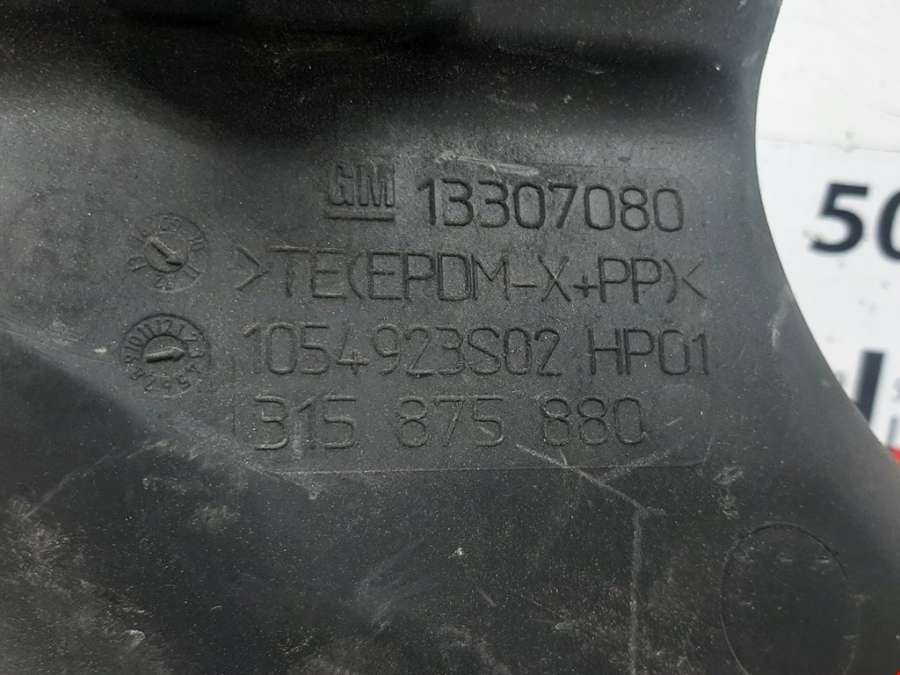 GM 13307080
>TE(EPDM-X+PP)<
1054923S02 HP01
315 875 880
50